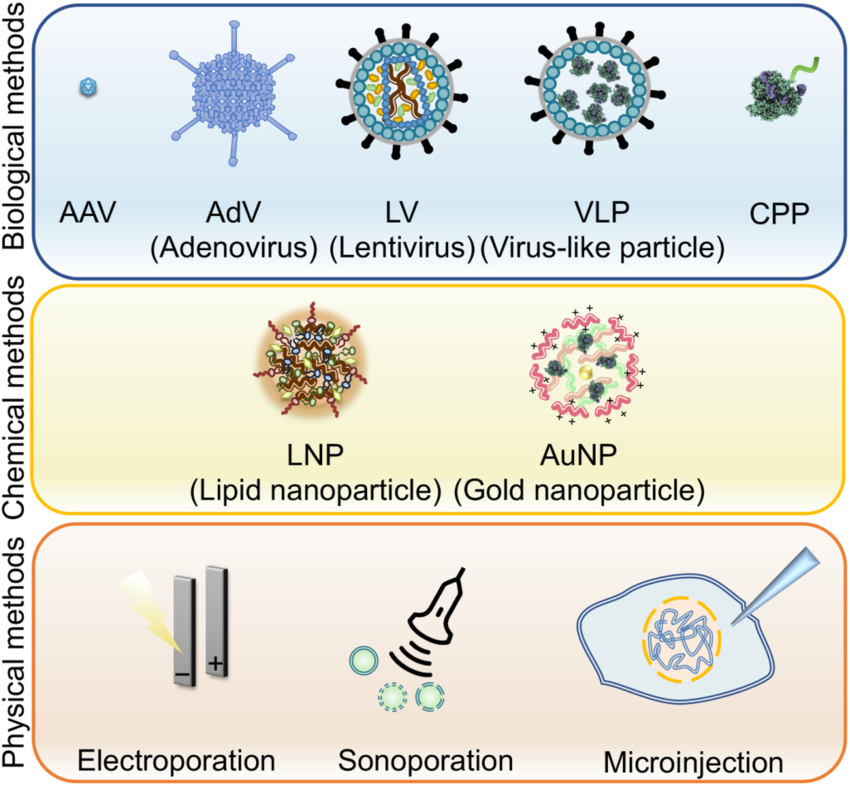 Biological methods
AAV
AdV
(Adenovirus)
LV
(Lentivirus)
VLP
(Virus-like particle)
CPP
Chemical methods
LNP
(Lipid nanoparticle)
AuNP
(Gold nanoparticle)
Physical methods
Electroporation
Sonoporation
Microinjection